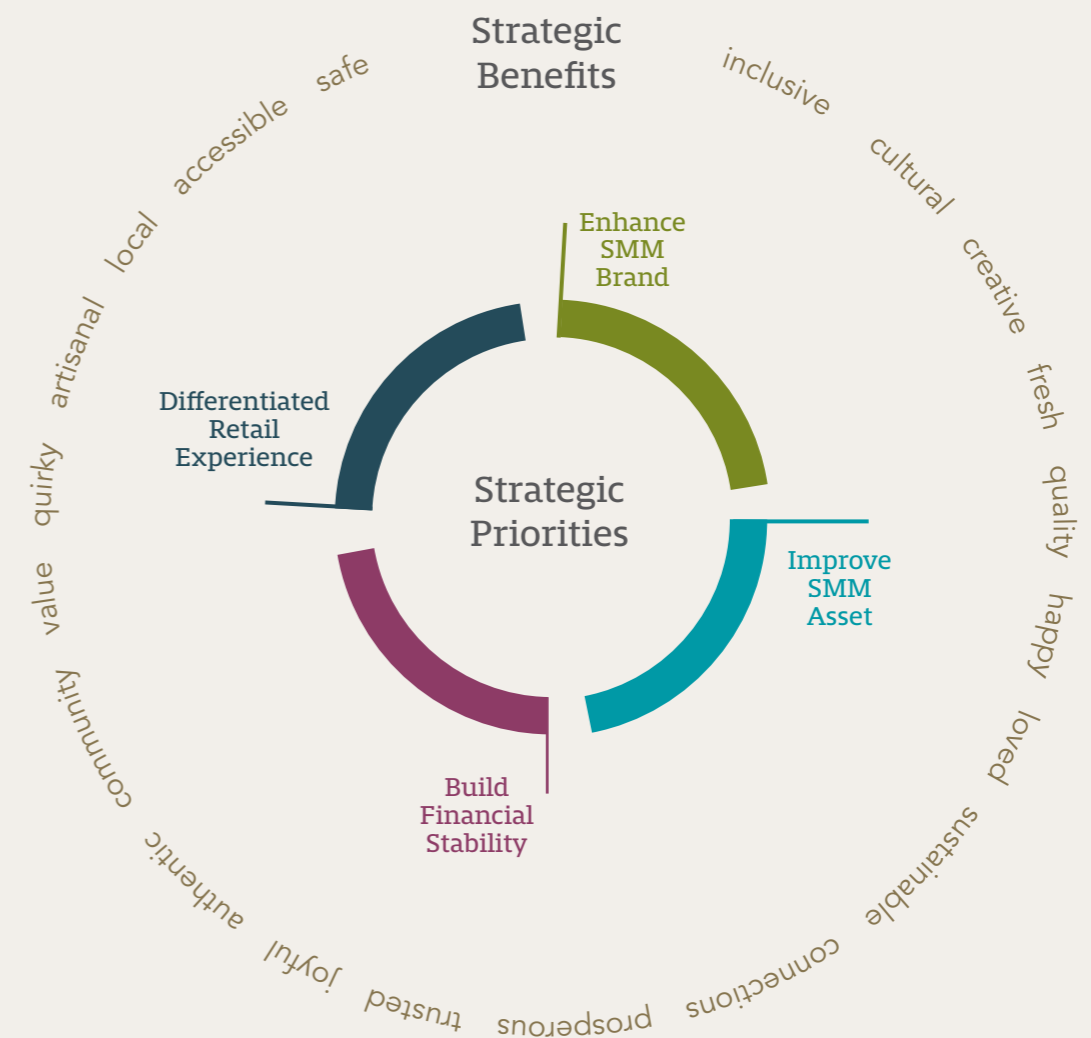 Strategic
Benefits
inclusive
cultural
creative
fresh
quality
happy
loved
sustainable
connections
prosperous
trusted
joyful
authentic
community
value
quirky
artisanal
local
accessible
safe
Enhance
SMM
Brand
Improve
SMM
Asset
Build
Financial
Stability
Differentiated
Retail
Experience
Strategic
Priorities